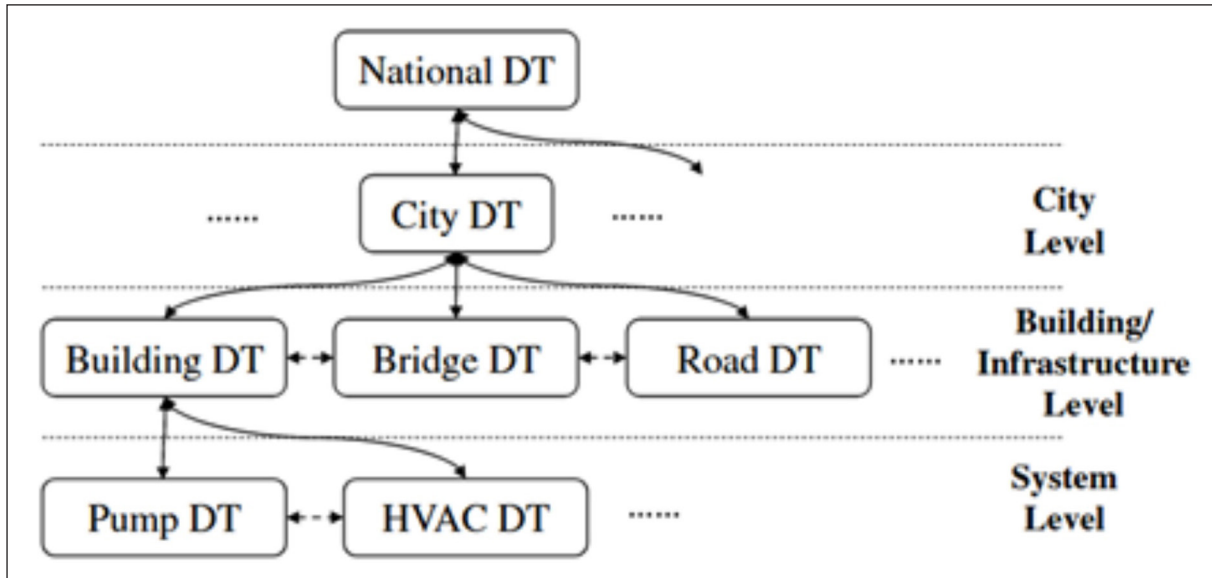 National DT
...... City DT ...... City
Level
Building DT Bridge DT Road DT ...... Building/
Infrastructure
Level
Pump DT HVAC DT ...... System
Level